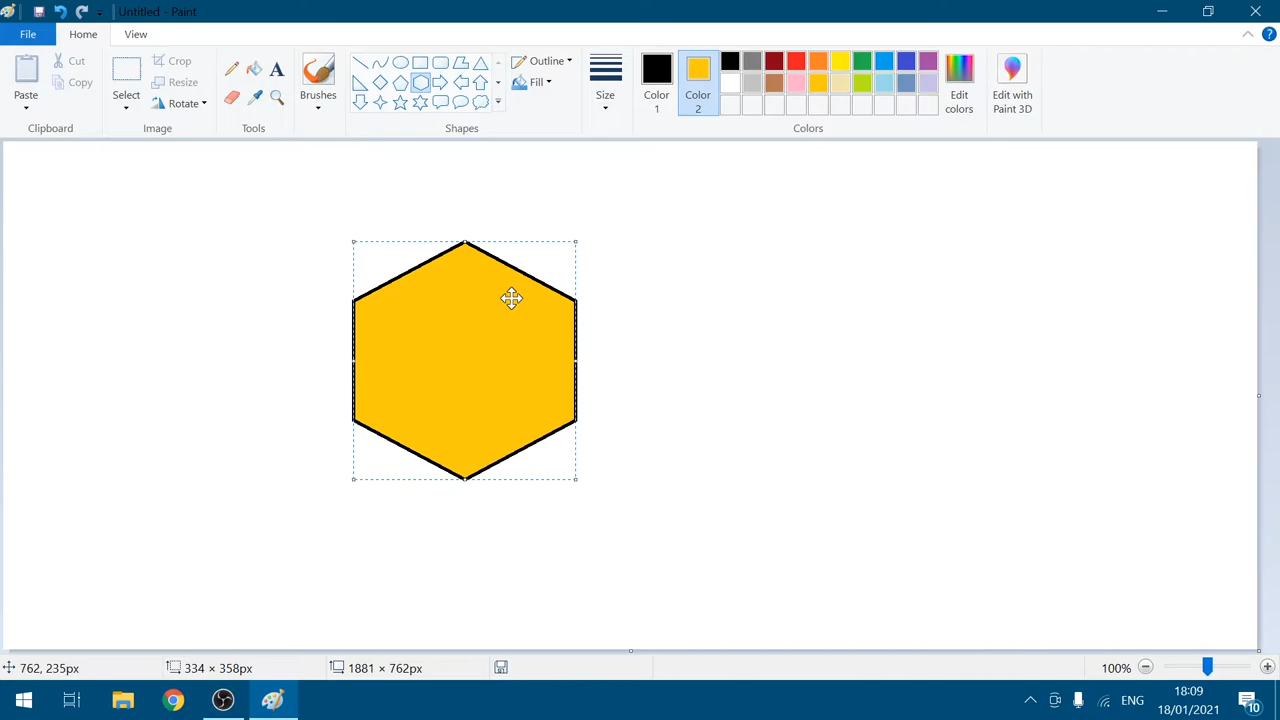 Untitled - Paint
File
Home
View
Paste
Cut
Copy
Clipboard
Select
Crop
Resize
Rotate
Image
A
Tools
Brushes
Shapes
Outline
Fill
Size
Color
1
Color
2
Colors
Edit
colors
Edit with
Paint 3D
762, 235px
334 × 358px
1881 × 762px
100%
ENG
18:09
18/01/2021
10